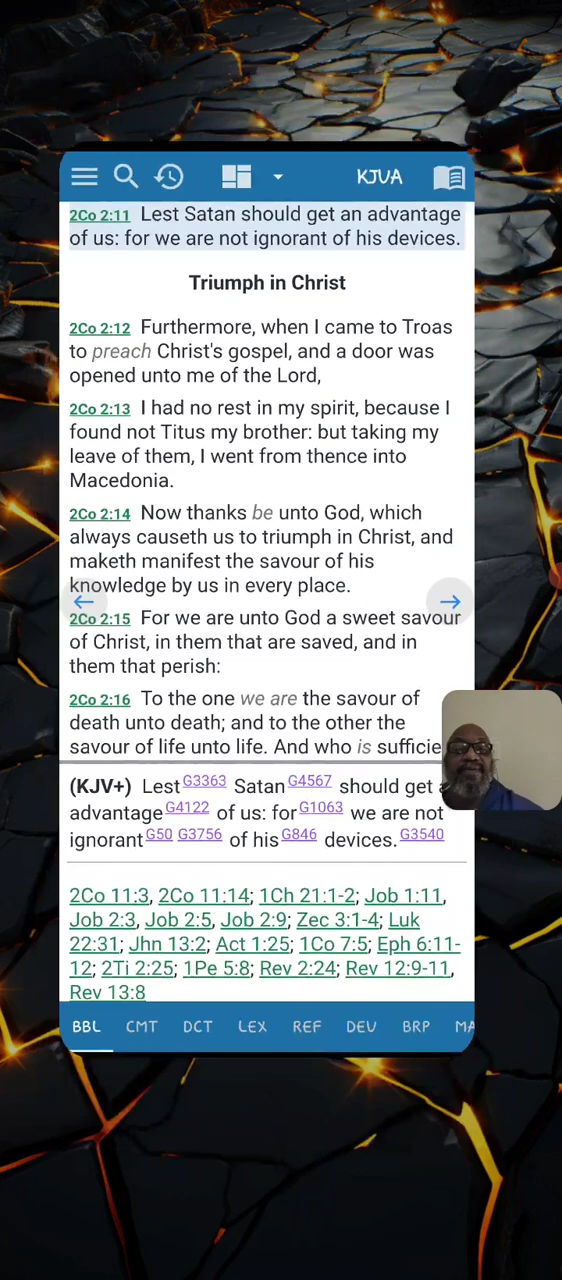 KJVA
2Co 2:11 Lest Satan should get an advantage
of us: for we are not ignorant of his devices.
Triumph in Christ
2Co 2:12 Furthermore, when I came to Troas
to preach Christ's gospel, and a door was
opened unto me of the Lord,
2Co 2:13 I had no rest in my spirit, because I
found not Titus my brother: but taking my
leave of them, I went from thence into
Macedonia.
2Co 2:14 Now thanks be unto God, which
always causeth us to triumph in Christ, and
maketh manifest the savour of his
knowledge by us in every place.
2Co 2:15 For we are unto God a sweet savour
of Christ, in them that are saved, and in
them that perish:
2Co 2:16 To the one we are the savour of
death unto death; and to the other the
savour of life unto life. And who is sufficie
(KJV+) Lest G3363 Satan G4567 should get a
advantage G4122 of us: for G1063 we are not
ignorant G50 G3756 of his G846 devices. G3540
2Co 11:3, 2Co 11:14; 1Ch 21:1-2; Job 1:11,
Job 2:3, Job 2:5, Job 2:9; Zec 3:1-4; Luk
22:31; Jhn 13:2; Act 1:25; 1Co 7:5; Eph 6:11-
12; 2Ti 2:25; 1Pe 5:8; Rev 2:24; Rev 12:9-11,
Rev 13:8
BBL CMT DCT LEX REF DEV BRP MA